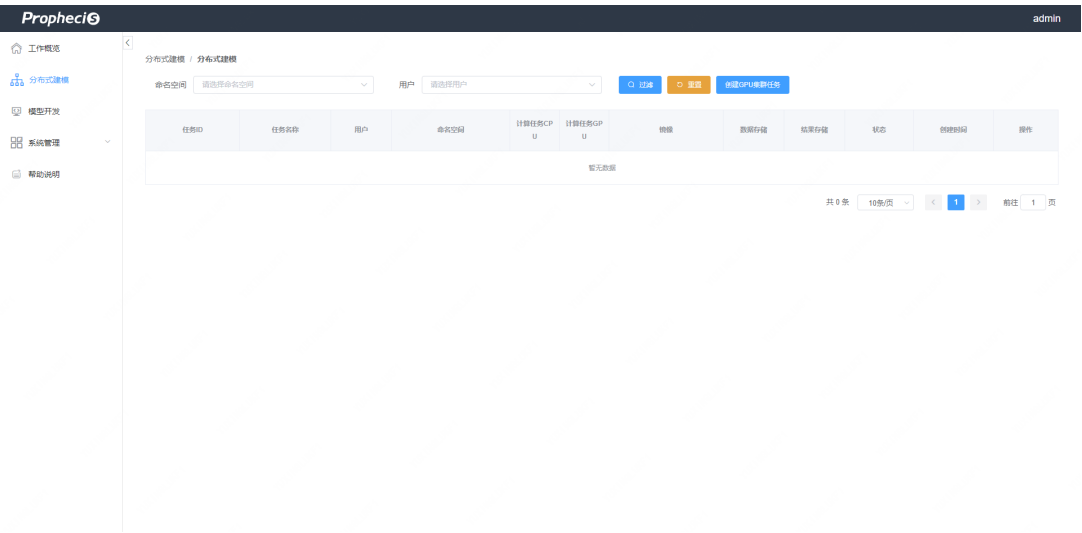 PropheciS
admin
工作概览
分布式建模
模型开发
系统管理
帮助说明
分布式建模 / 分布式建模
命名空间 请选择命名空间 用户 请选择用户 过滤 重置 创建GPU集群任务
任务ID 任务名称 用户 命名空间 计算任务CPU 计算任务GPU 镜像 数据存储 结果存储 状态 创建时间 操作
暂无数据
共 0 条 10条/页 1 前往 1 页